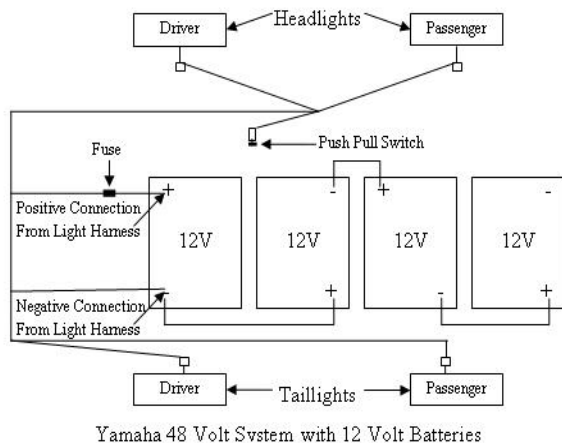 Driver
Headlights
Passenger
Fuse
Push Pull Switch
+
-
+
-
Positive Connection
From Light Harness
12V
12V
12V
12V
-
+
-
+
Negative Connection
From Light Harness
Driver
Taillights
Passenger
Yamaha 48 Volt System with 12 Volt Batteries